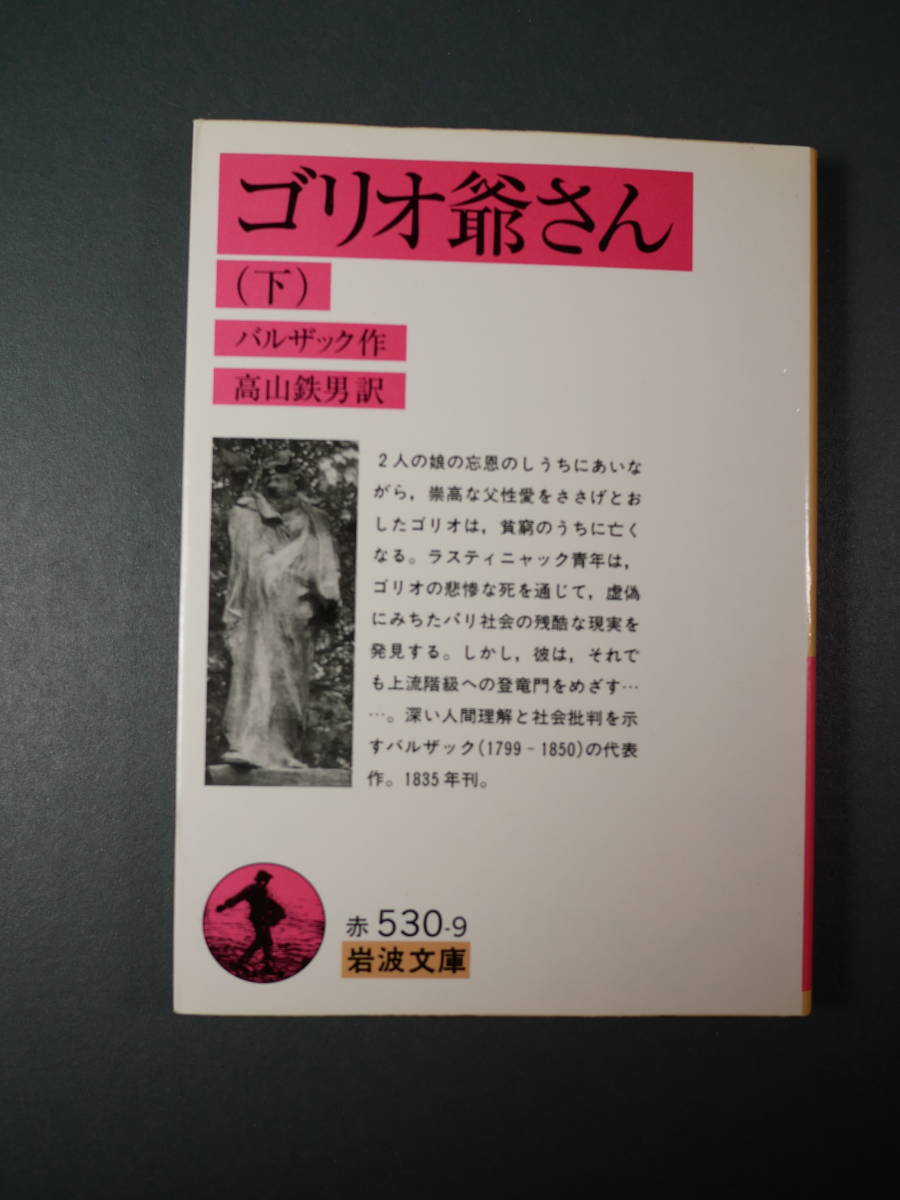 ゴリオ爺さん
(下)
バルザック作
高山鉄男訳
2人の娘の忘恩のしうちにあいな
がら，崇高な父性愛をささげとお
したゴリオは，貧窮のうちに亡く
なる。ラスティニャック青年は，
ゴリオの悲惨な死を通じて，虚偽
にみちたパリ社会の残酷な現実を
発見する。しかし，彼は，それで
も上流階級への登竜門をめざす…
…。深い人間理解と社会批判を示
すバルザック(1799‐1850)の代表
作。1835年刊。
赤 530-9
岩波文庫